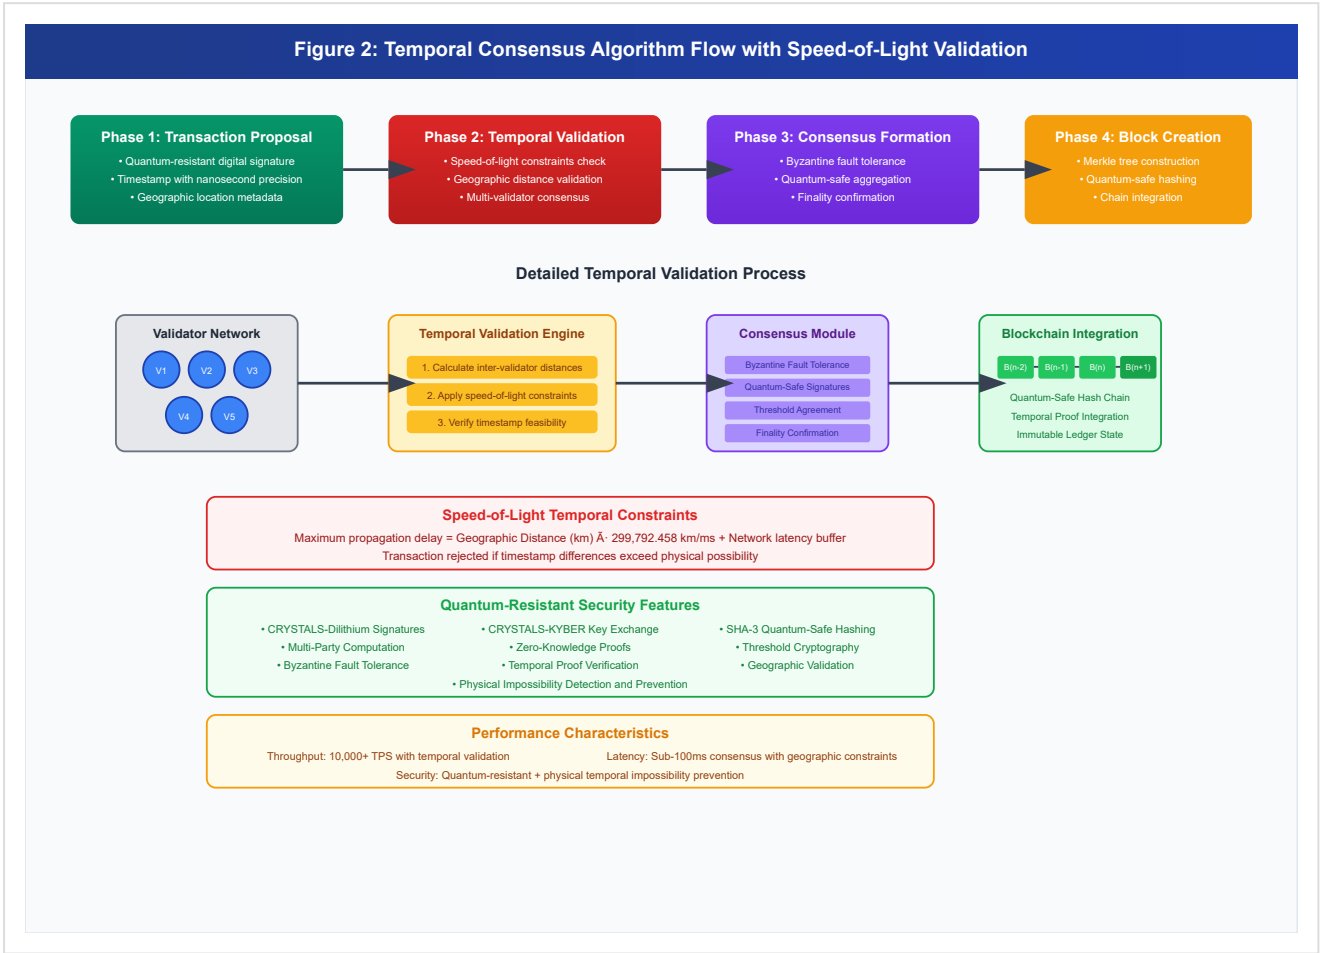 Figure 2: Temporal Consensus Algorithm Flow with Speed-of-Light Validation
Phase 1: Transaction Proposal
• Quantum-resistant digital signature
• Timestamp with nanosecond precision
• Geographic location metadata
Phase 2: Temporal Validation
• Speed-of-light constraints check
• Geographic distance validation
• Multi-validator consensus
Phase 3: Consensus Formation
• Byzantine fault tolerance
• Quantum-safe aggregation
• Finality confirmation
Phase 4: Block Creation
• Merkle tree construction
• Quantum-safe hashing
• Chain integration
Detailed Temporal Validation Process
Validator Network
V1 V2 V3
V4 V5
Temporal Validation Engine
1. Calculate inter-validator distances
2. Apply speed-of-light constraints
3. Verify timestamp feasibility
Consensus Module
Byzantine Fault Tolerance
Quantum-Safe Signatures
Threshold Agreement
Finality Confirmation
Blockchain Integration
B(n-2) B(n-1) B(n) B(n+1)
Quantum-Safe Hash Chain
Temporal Proof Integration
Immutable Ledger State
Speed-of-Light Temporal Constraints
Maximum propagation delay = Geographic Distance (km) Ã· 299,792.458 km/ms + Network latency buffer
Transaction rejected if timestamp differences exceed physical possibility
Quantum-Resistant Security Features
• CRYSTALS-Dilithium Signatures • CRYSTALS-KYBER Key Exchange • SHA-3 Quantum-Safe Hashing
• Multi-Party Computation • Zero-Knowledge Proofs • Threshold Cryptography
• Byzantine Fault Tolerance • Temporal Proof Verification • Geographic Validation
• Physical Impossibility Detection and Prevention
Performance Characteristics
Throughput: 10,000+ TPS with temporal validation Latency: Sub-100ms consensus with geographic constraints
Security: Quantum-resistant + physical temporal impossibility prevention